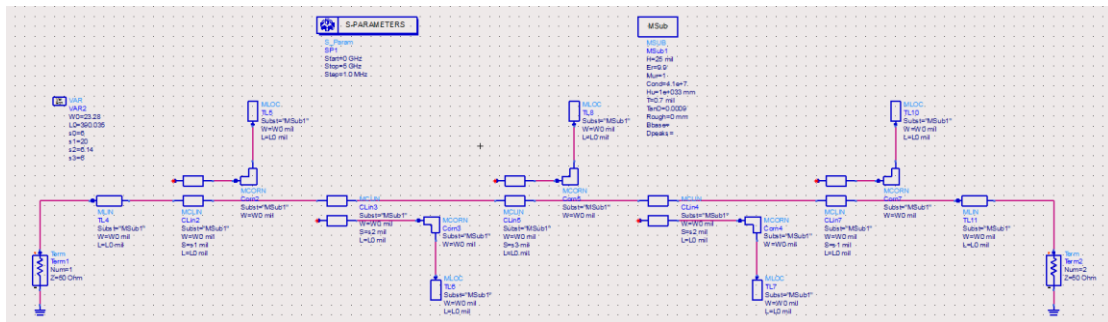 S-PARAMETERS
S_Param
SP1
Start=0 GHz
Stop=5 GHz
Step=1.0 MHz
MSub
MSUB
MSub1
H=25 mil
Er=9.9
Mur=1
Cond=4.1e+7
Hu=1e+033 mm
T=0.7 mil
TanD=0.0009
Rough=0 mm
Bbase=
Dpeaks=
VAR
VAR2
W0=23.28
L0=390.035
s0=6
s1=20
s2=6.14
s3=6
MLOC
TL5
Subst="MSub1"
W=W0 mil
L=L0 mil
MLOC
TL8
Subst="MSub1"
W=W0 mil
L=L0 mil
MLOC
TL10
Subst="MSub1"
W=W0 mil
L=L0 mil
MLIN
TL4
Subst="MSub1"
W=W0 mil
L=L0 mil
MCLIN
CLin2
Subst="MSub1"
W=W0 mil
S=s1 mil
L=L0 mil
MCORN
Corn2
Subst="MSub1"
W=W0 mil
MCLIN
CLin3
Subst="MSub1"
W=W0 mil
S=s2 mil
L=L0 mil
MCORN
Corn3
Subst="MSub1"
W=W0 mil
MLOC
TL6
Subst="MSub1"
W=W0 mil
L=L0 mil
MCLIN
CLin5
Subst="MSub1"
W=W0 mil
S=s3 mil
L=L0 mil
MCORN
Subst="MSub1"
W=W0 mil
MCLIN
CLin4
Subst="MSub1"
W=W0 mil
S=s2 mil
L=L0 mil
MCORN
Corn4
Subst="MSub1"
W=W0 mil
MLOC
TL7
Subst="MSub1"
W=W0 mil
L=L0 mil
MCLIN
CLin7
Subst="MSub1"
W=W0 mil
S=s1 mil
L=L0 mil
MCORN
Corn7
Subst="MSub1"
W=W0 mil
MLIN
TL11
Subst="MSub1"
W=W0 mil
L=L0 mil
Term
Term1
Num=1
Z=50 Ohm
Term
Term2
Num=2
Z=50 Ohm